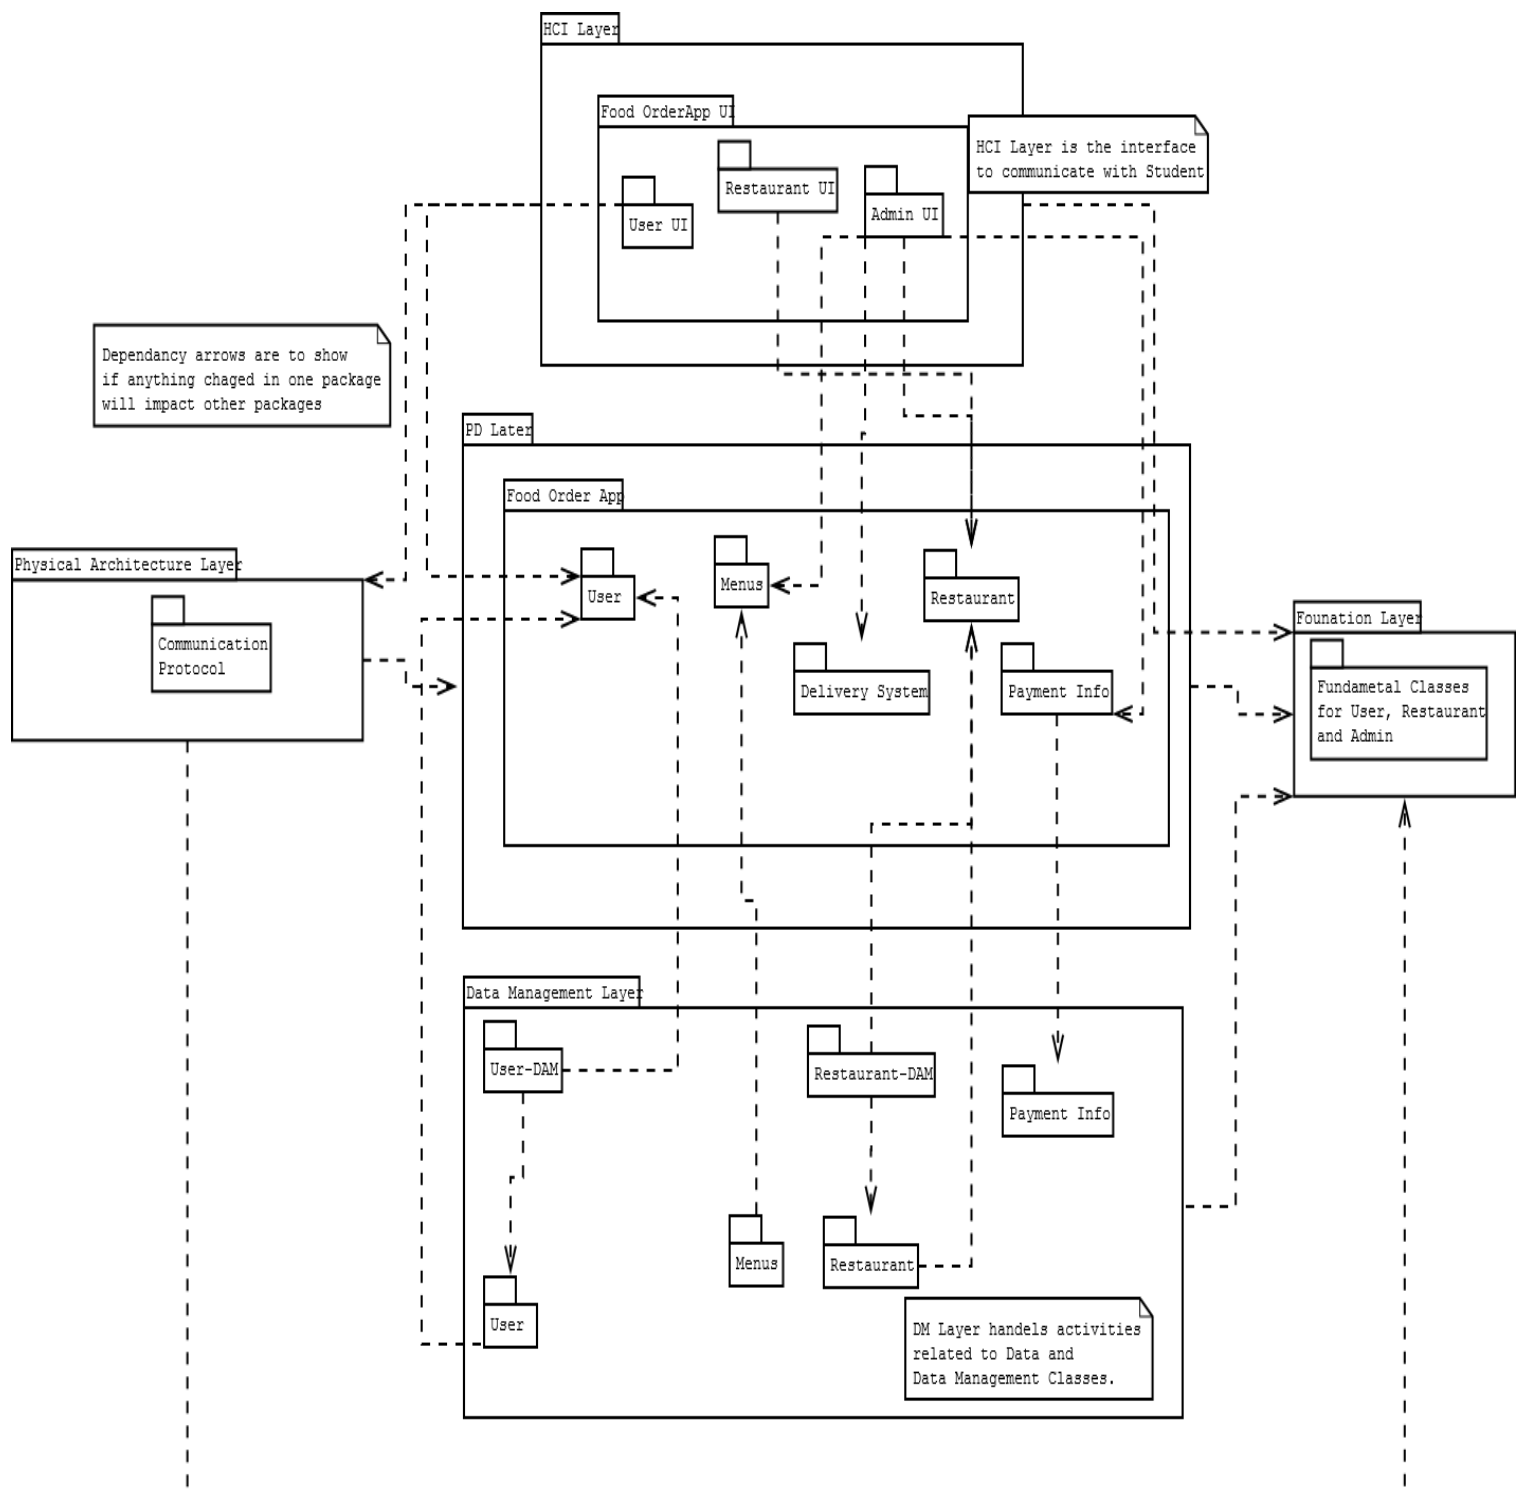 HCI Layer
Food OrderApp UI
HCI Layer is the interface
to communicate with Student
Restaurant UI
Admin UI
User UI
Dependancy arrows are to show
if anything chaged in one package
will impact other packages
PD Later
Food Order App
Physical Architecture Layer
Communication
Protocol
User
Menus
Restaurant
Delivery System
Payment Info
Founation Layer
Fundametal Classes
for User, Restaurant
and Admin
Data Management Layer
User-DAM
Restaurant-DAM
Payment Info
Menus
Restaurant
User
DM Layer handels activities
related to Data and
Data Management Classes.